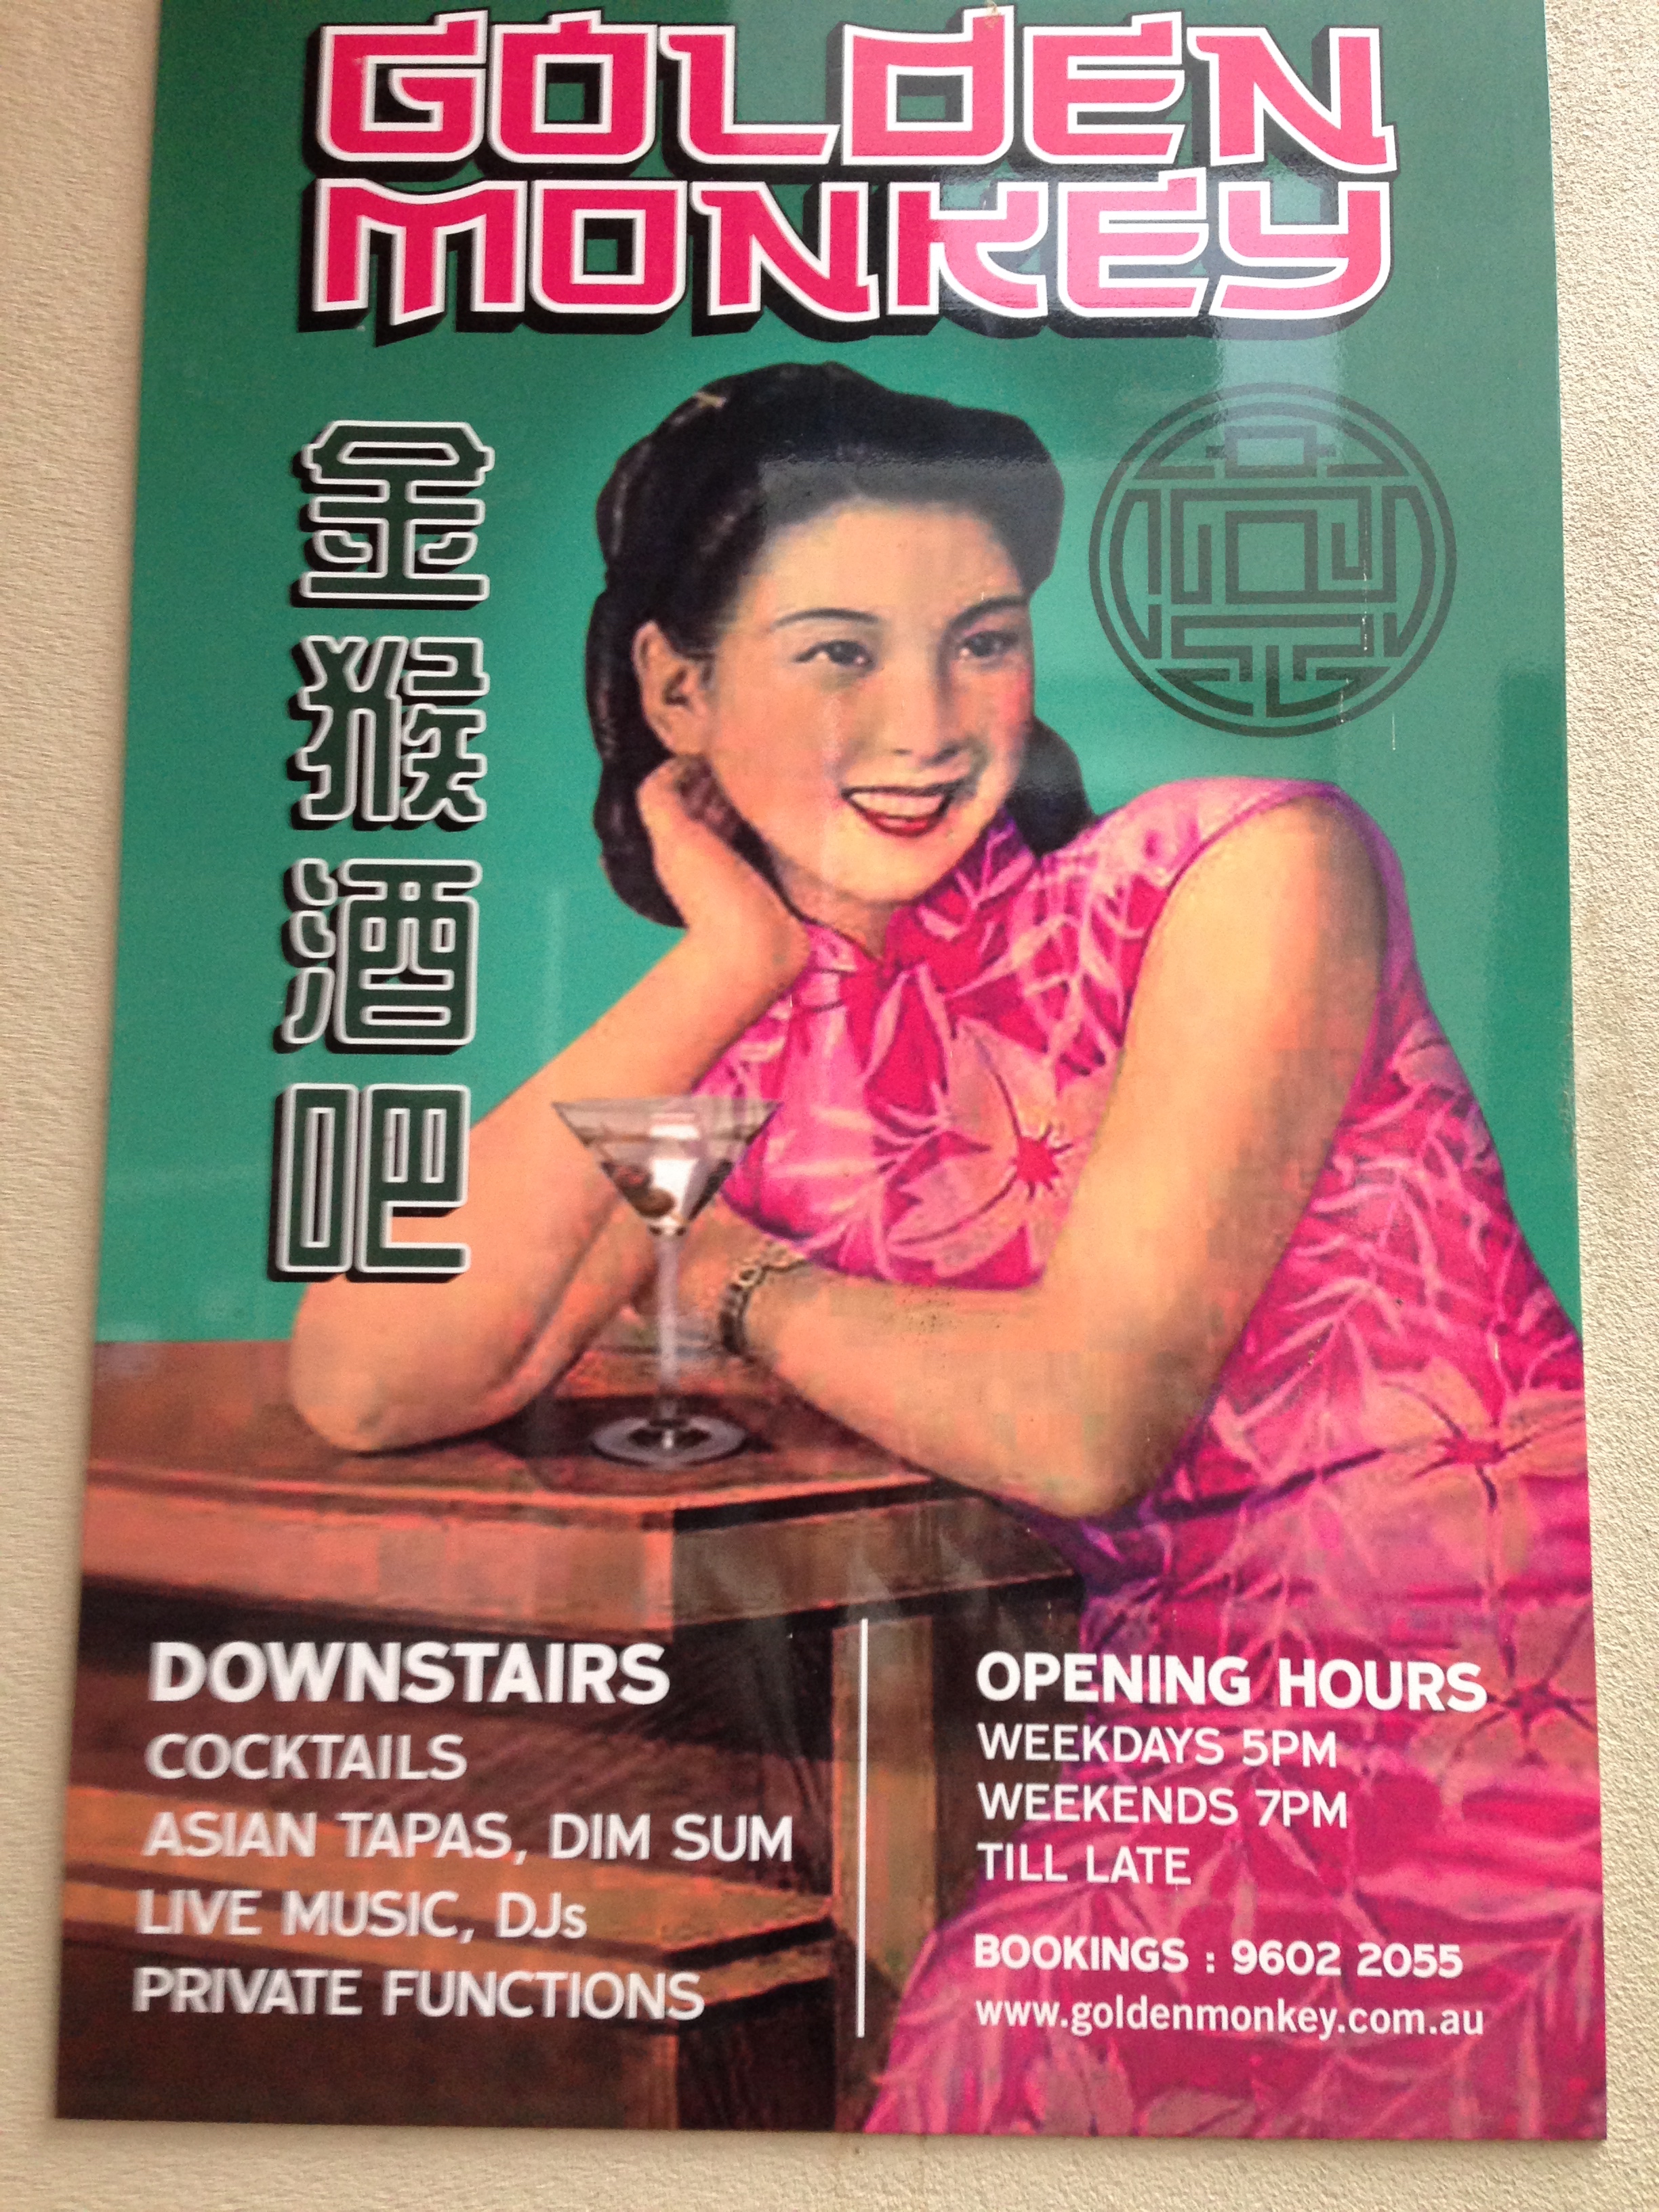 GOLDEN
MONKEY
金猴酒吧
DOWNSTAIRS
COCKTAILS
ASIAN TAPAS, DIM SUM
LIVE MUSIC, DJs
PRIVATE FUNCTIONS
OPENING HOURS
WEEKDAYS 5PM
WEEKENDS 7PM
TILL LATE
BOOKINGS : 9602 2055
www.goldenmonkey.com.au